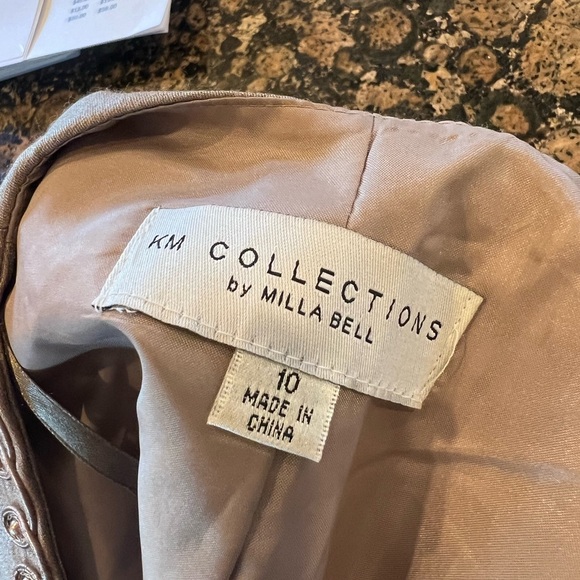 KM COLLECTIONS
by MILLA BELL
10
MADE IN
CHINA